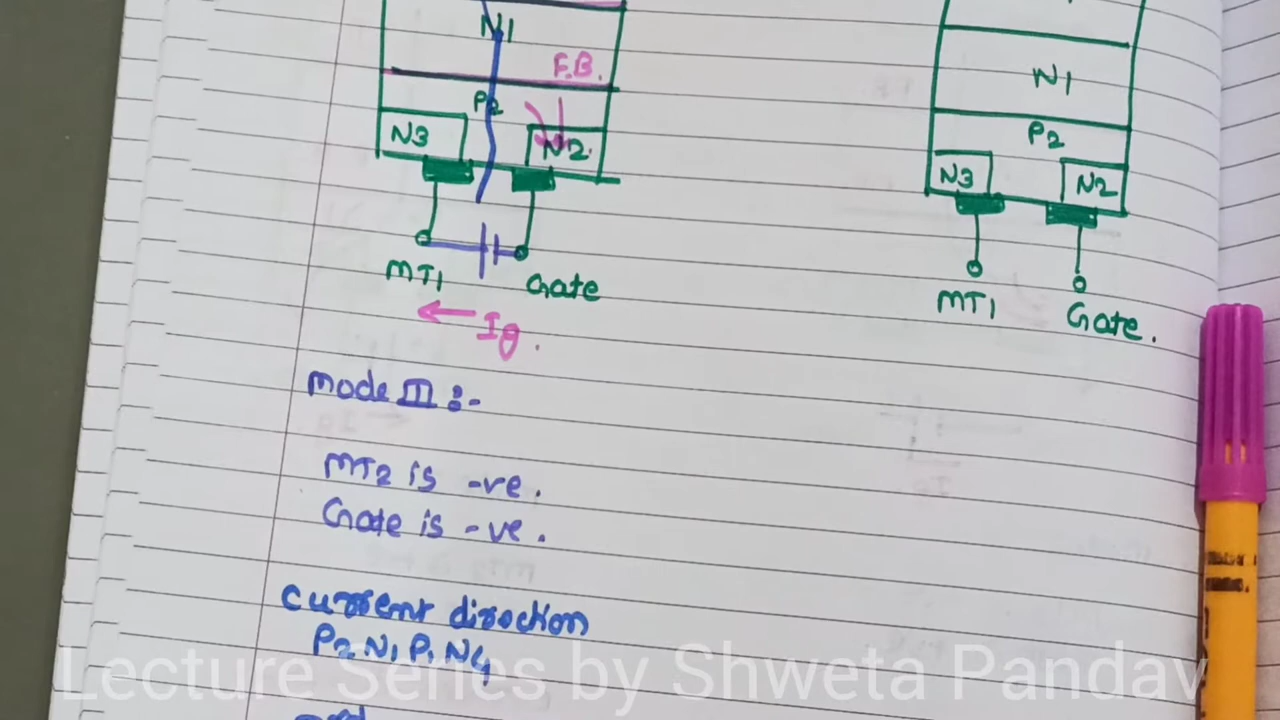 N1
F.B.
P2
N3
N2
MT1
Gate
Ig
N1
P2
N3
N2
MT1
Gate.
mode III :-
MT2 is -ve.
Gate is -ve.
current direction
P2 N1 P1 N4
Lecture Series by Shweta Pandav